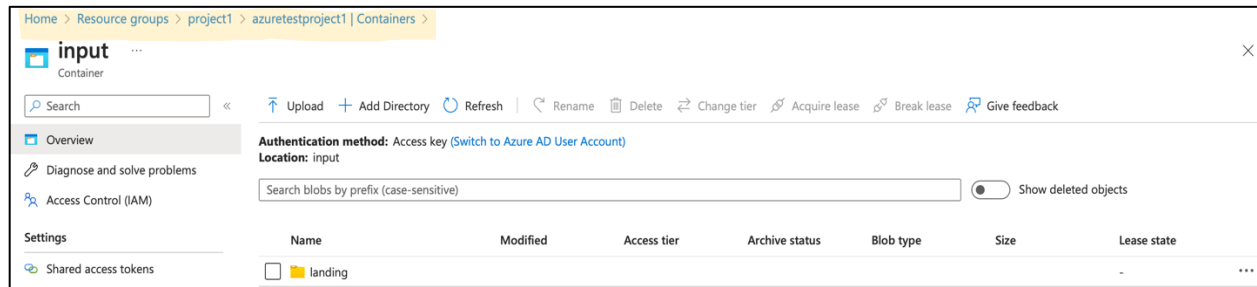 Home > Resource groups > project1 > azuretestproject1 | Containers >
input ...
Container
Search
«
Upload Add Directory Refresh Rename Delete Change tier Acquire lease Break lease Give feedback
Overview
Diagnose and solve problems
Access Control (IAM)
Settings
Shared access tokens
Authentication method: Access key (Switch to Azure AD User Account)
Location: input
Search blobs by prefix (case-sensitive)
Show deleted objects
Name Modified Access tier Archive status Blob type Size Lease state
landing - ...